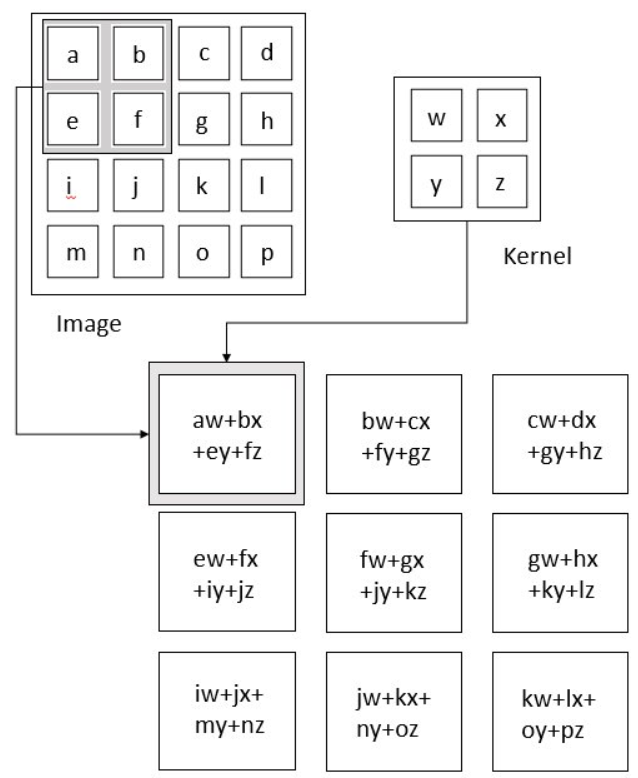 a b c d
e f g h
i j k l
m n o p
Image
w x
y z
Kernel
aw+bx
+ey+fz
bw+cx
+fy+gz
cw+dx
+gy+hz
ew+fx
+iy+jz
fw+gx
+jy+kz
gw+hx
+ky+lz
iw+jx+
my+nz
jw+kx+
ny+oz
kw+lx+
oy+pz